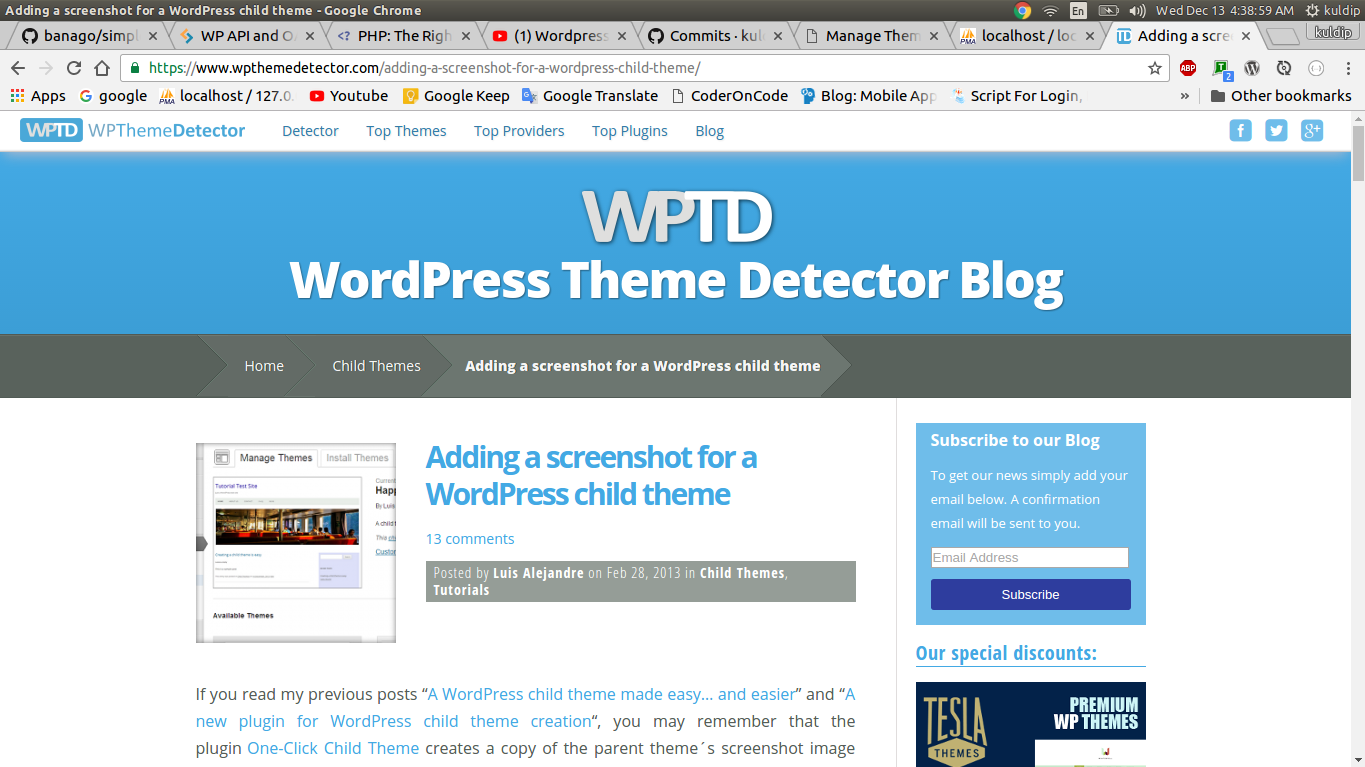 Adding a screenshot for a WordPress child theme - Google Chrome
En
Wed Dec 13 4:38:59 AM
kuldip
banago/simpl
WP API and O
PHP: The Righ
(1) Wordpress
Commits · kul
Manage Them
localhost / loc
Adding a scre
kuldip
https://www.wpthemedetector.com/adding-a-screenshot-for-a-wordpress-child-theme/
ABP
2
Apps
google
localhost / 127.0.
Youtube
Google Keep
Google Translate
CoderOnCode
Blog: Mobile App
Script For Login,
»
Other bookmarks
WPTD WPThemeDetector
Detector
Top Themes
Top Providers
Top Plugins
Blog
WPTD
WordPress Theme Detector Blog
Home
Child Themes
Adding a screenshot for a WordPress child theme
Manage Themes
Install Themes
Tutorial Test Site
Happ
By Luis
A child t
This
Custom
Available Themes
Adding a screenshot for a
WordPress child theme
13 comments
Posted by Luis Alejandre on Feb 28, 2013 in Child Themes,
Tutorials
If you read my previous posts “A WordPress child theme made easy… and easier” and “A
new plugin for WordPress child theme creation“, you may remember that the
plugin One-Click Child Theme creates a copy of the parent theme´s screenshot image
Subscribe to our Blog
To get our news simply add your
email below. A confirmation
email will be sent to you.
Email Address
Subscribe
Our special discounts:
TESLA
THEMES
PREMIUM
WP THEMES